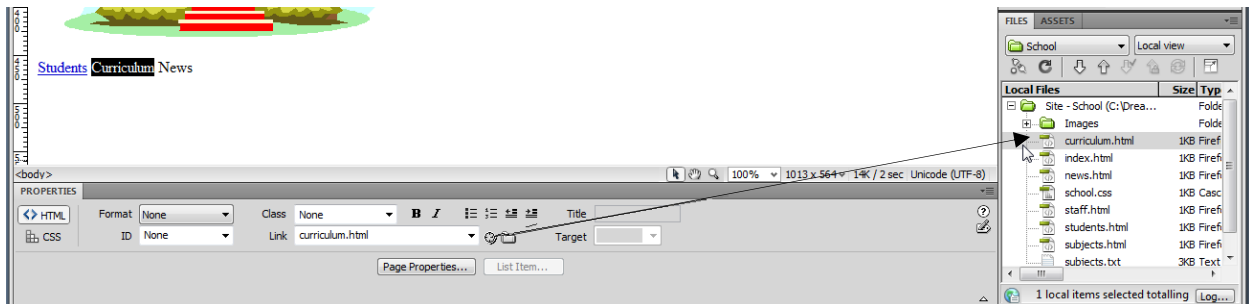 Students Curriculum News
<body>
100% 1013 x 564 14K / 2 sec Unicode (UTF-8)
PROPERTIES
<> HTML Format None Class None B I Title
CSS ID None Link curriculum.html Target
Page Properties... List Item...
FILES ASSETS
School Local view
Local Files Size Typ
Site - School (C:\Drea... Folde
Images Folde
curriculum.html 1KB Firef
index.html 1KB Firef
news.html 1KB Firef
school.css 1KB Casc
staff.html 1KB Firef
students.html 1KB Firef
subjects.html 1KB Firef
subjects.txt 3KB Text
1 local items selected totalling Log...